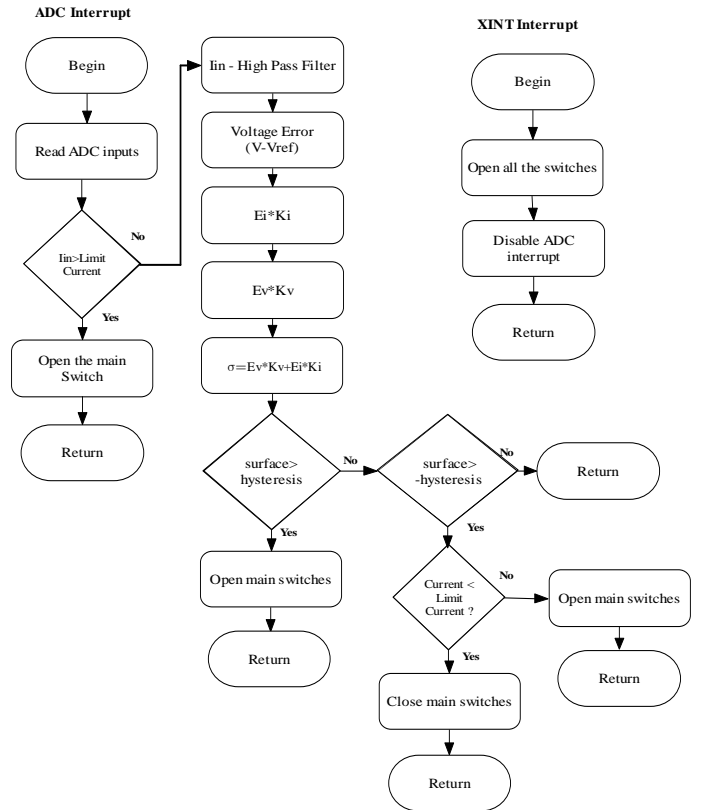 ADC Interrupt
Begin
Read ADC inputs
Iin>Limit
Current
No
Yes
Open the main
Switch
Return
Iin - High Pass Filter
Voltage Error
(V-Vref)
Ei*Ki
Ev*Kv
σ=Ev*Kv+Ei*Ki
surface>
hysteresis
No
Yes
Open main switches
Return
surface>
-hysteresis
No
Return
Yes
Current <
Limit
Current ?
No
Open main switches
Return
Yes
Close main switches
Return
XINT Interrupt
Begin
Open all the switches
Disable ADC
interrupt
Return